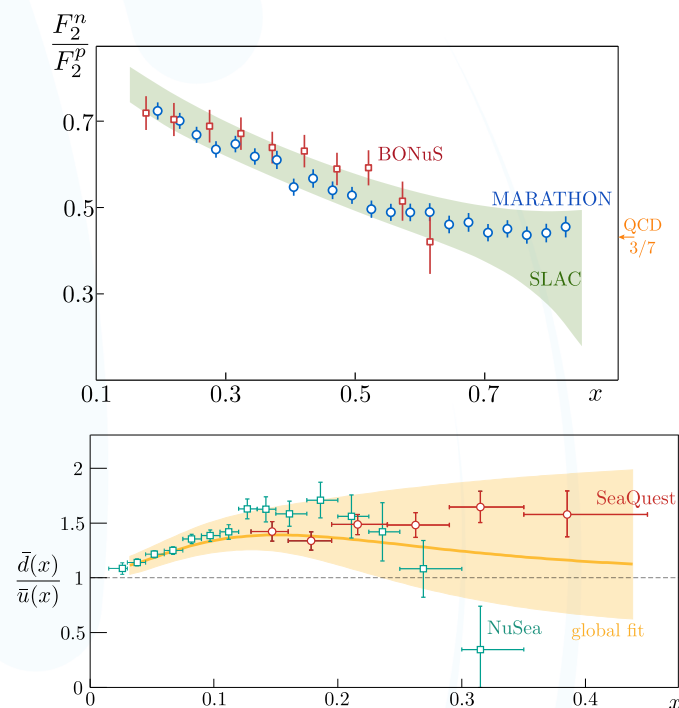 F₂ⁿ
F₂ᵖ
0.7
BONuS
0.5
MARATHON
QCD
3/7
SLAC
0.3
0.1
0.3
0.5
0.7
x
2
SeaQuest
1.5
d̄(x)
ū(x)
1
NuSea
global fit
0.5
0
0
0.1
0.2
0.3
0.4
x